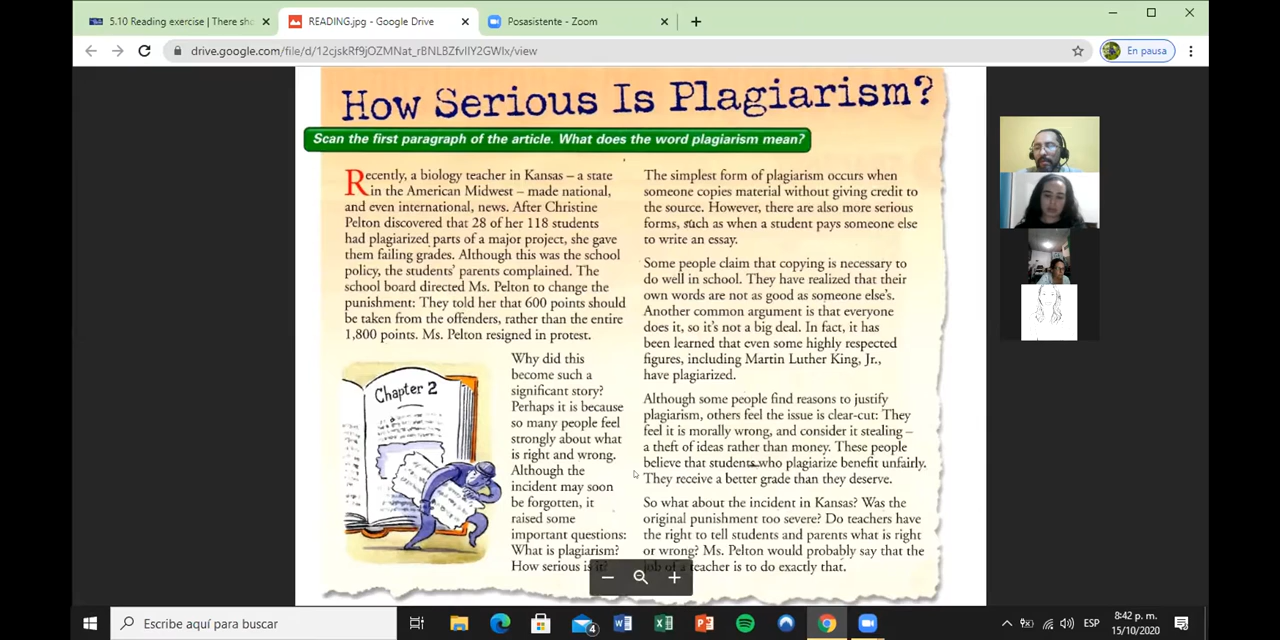 5.10 Reading exercise | There sho
READING.jpg - Google Drive
Posasistente - Zoom
drive.google.com/file/d/12cjskRf9jOZMNat_rBNLBZfvIIY2GWIx/view
En pausa
How Serious Is Plagiarism?
Scan the first paragraph of the article. What does the word plagiarism mean?
Recently, a biology teacher in Kansas – a state
in the American Midwest – made national,
and even international, news. After Christine
Pelton discovered that 28 of her 118 students
had plagiarized parts of a major project, she gave
them failing grades. Although this was the school
policy, the students' parents complained. The
school board directed Ms. Pelton to change the
punishment: They told her that 600 points should
be taken from the offenders, rather than the entire
1,800 points. Ms. Pelton resigned in protest.
Chapter 2
Why did this
become such a
significant story?
Perhaps it is because
so many people feel
strongly about what
is right and wrong.
Although the
incident may soon
be forgotten, it
raised some
important questions:
What is plagiarism?
How serious is it?
The simplest form of plagiarism occurs when
someone copies material without giving credit to
the source. However, there are also more serious
forms, such as when a student pays someone else
to write an essay.
Some people claim that copying is necessary to
do well in school. They have realized that their
own words are not as good as someone else's.
Another common argument is that everyone
does it, so it's not a big deal. In fact, it has
been learned that even some highly respected
figures, including Martin Luther King, Jr.,
have plagiarized.
Although some people find reasons to justify
plagiarism, others feel the issue is clear-cut: They
feel it is morally wrong, and consider it stealing –
a theft of ideas rather than money. These people
believe that students who plagiarize benefit unfairly.
They receive a better grade than they deserve.
So what about the incident in Kansas? Was the
original punishment too severe? Do teachers have
the right to tell students and parents what is right
or wrong? Ms. Pelton would probably say that the
job of a teacher is to do exactly that.
Escribe aquí para buscar
4
ESP
8:42 p. m.
15/10/2020